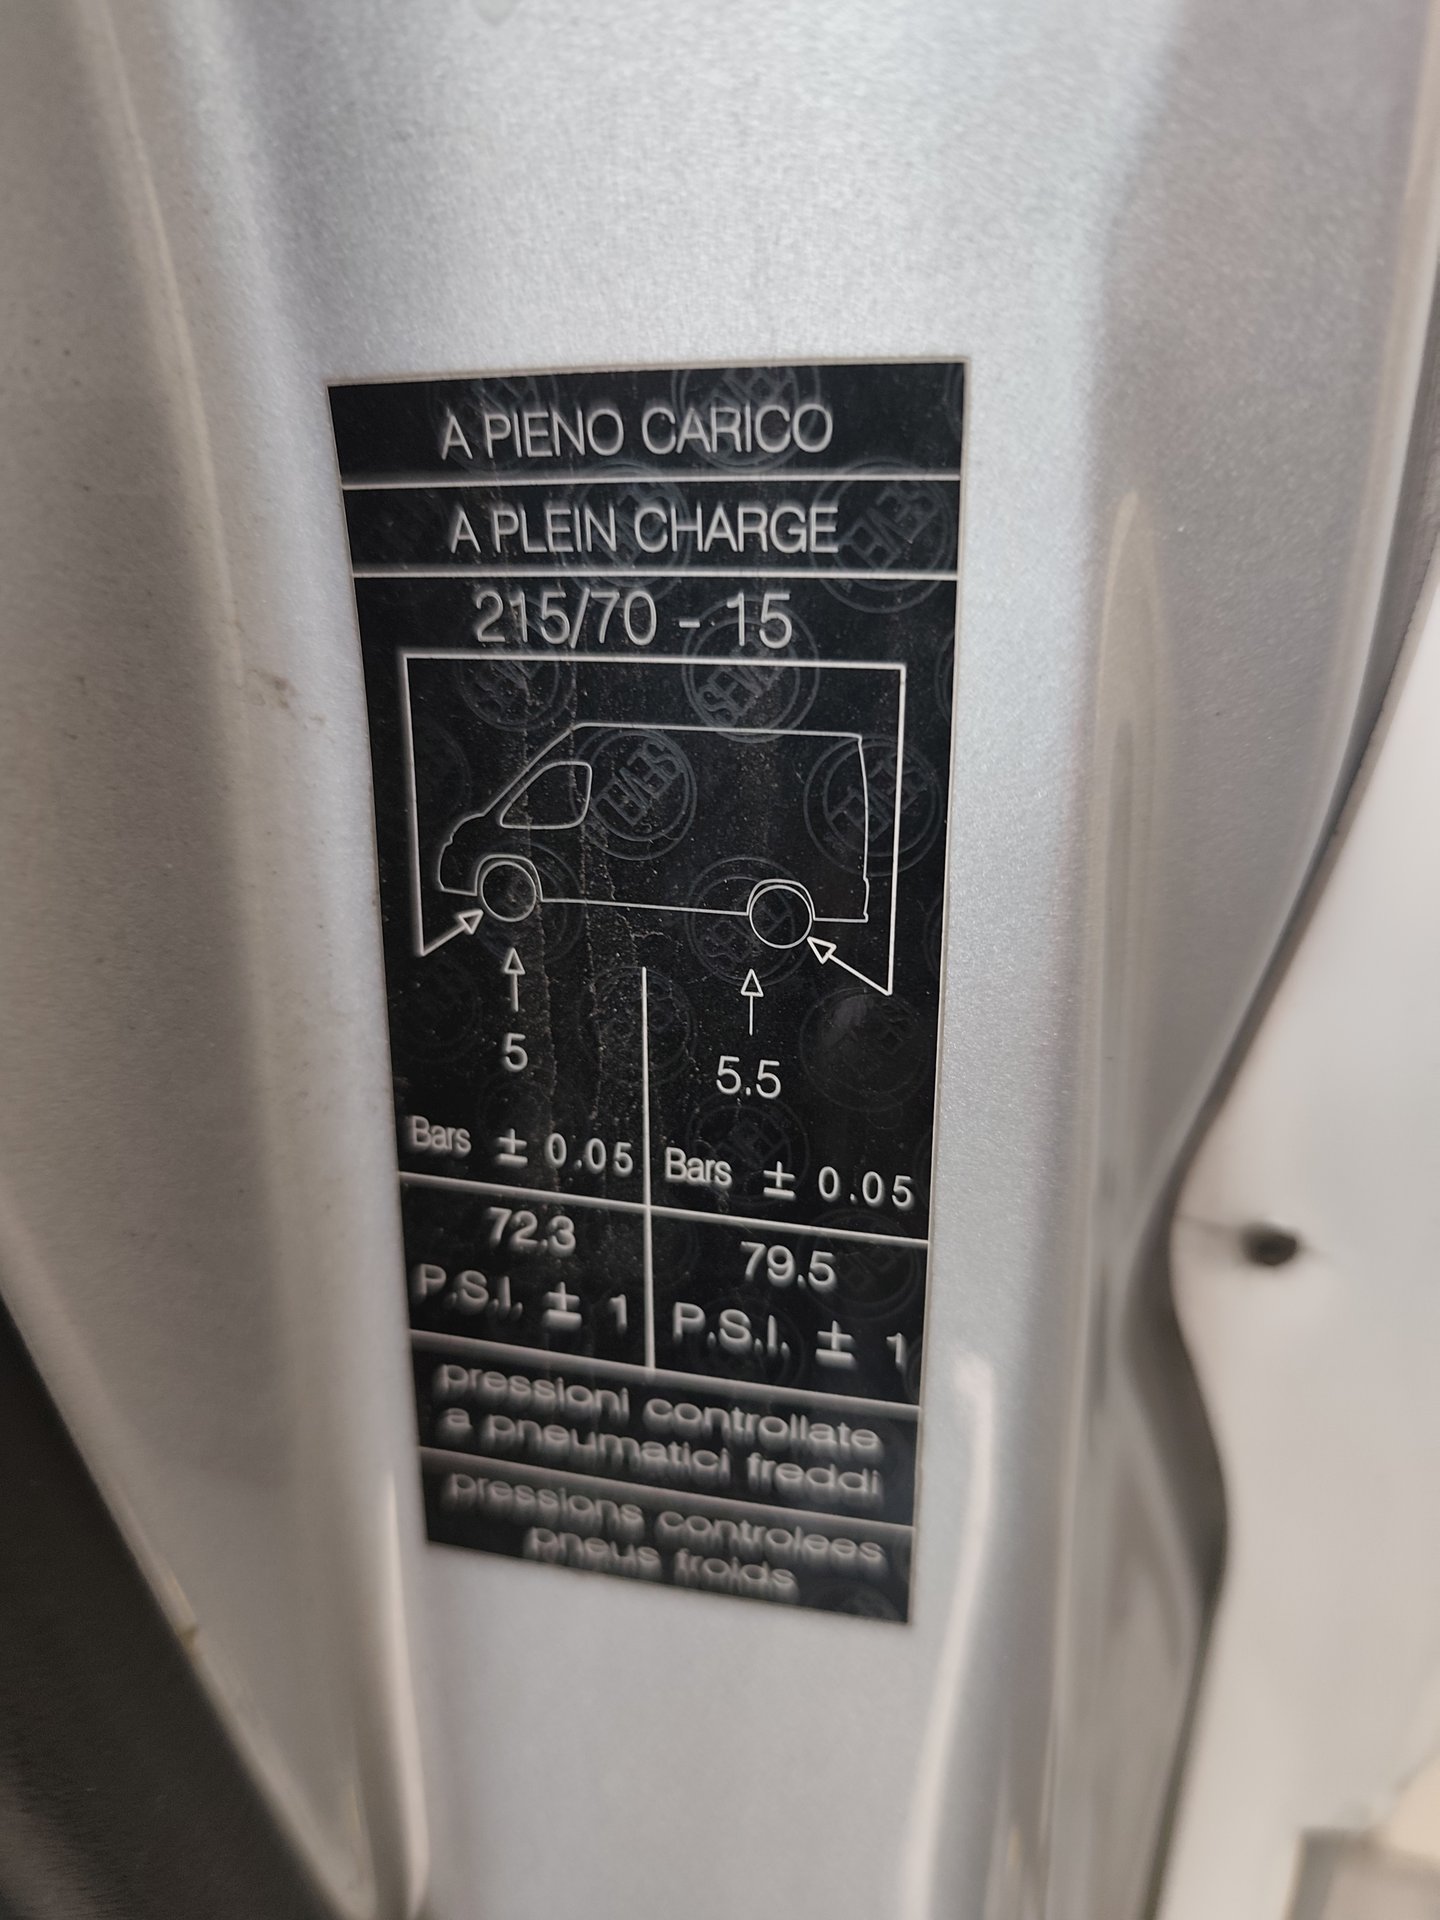 A PIENO CARICO
A PLEIN CHARGE
215/70 - 15
5
5.5
Bars ± 0.05
Bars ± 0.05
72.3
P.S.I. ± 1
79.5
P.S.I. ± 1
pressioni controllate
a pneumatici freddi
pressions controlees
pneus froids
SEVEL